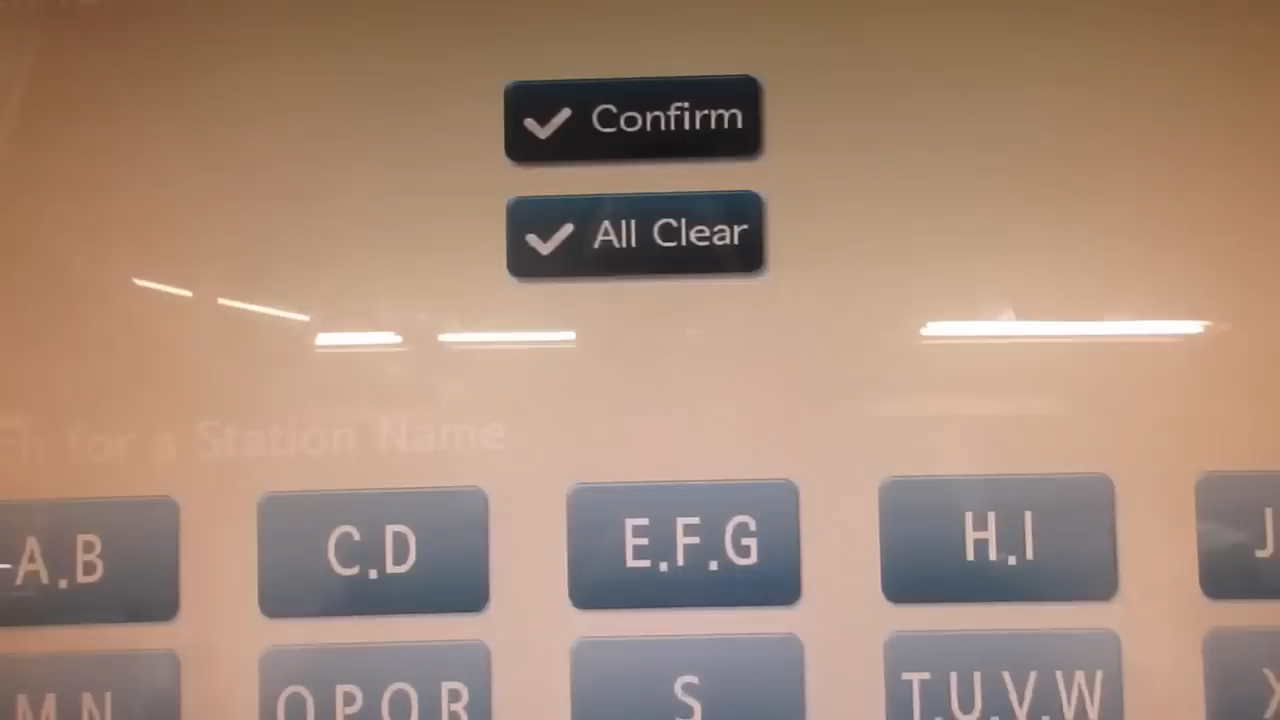 Confirm
All Clear
for a Station Name
A.B
C.D
E.F.G
H.I
J
M.N
O.P.Q.R
S
T.U.V.W
X